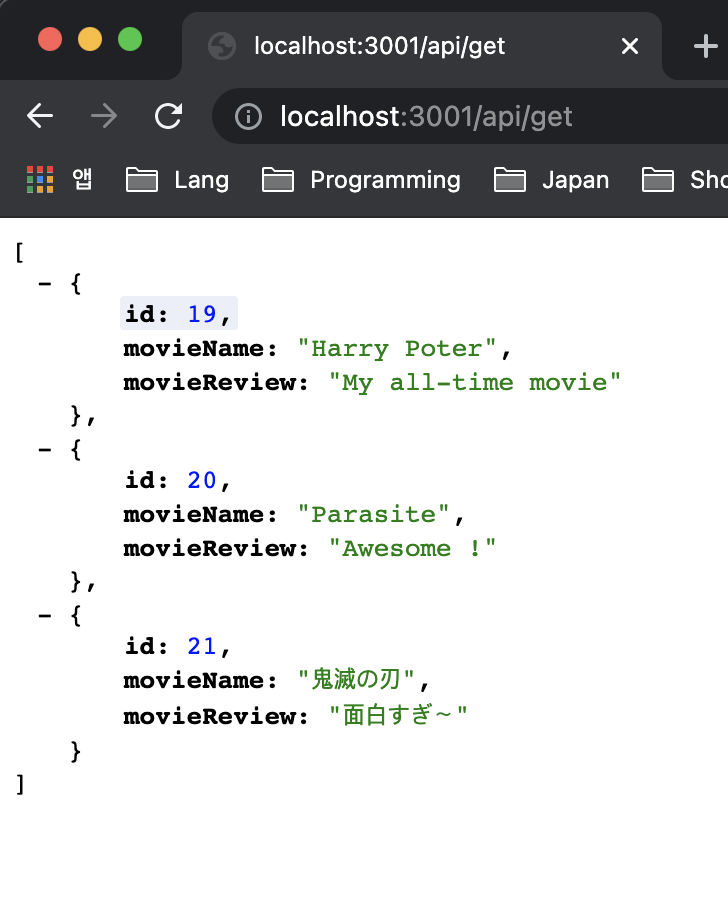 localhost:3001/api/get
localhost:3001/api/get
앱 Lang Programming Japan
[
- {
id: 19,
movieName: "Harry Poter",
movieReview: "My all-time movie"
},
- {
id: 20,
movieName: "Parasite",
movieReview: "Awesome !"
},
- {
id: 21,
movieName: "鬼滅の刃",
movieReview: "面白すぎ~"
}
]